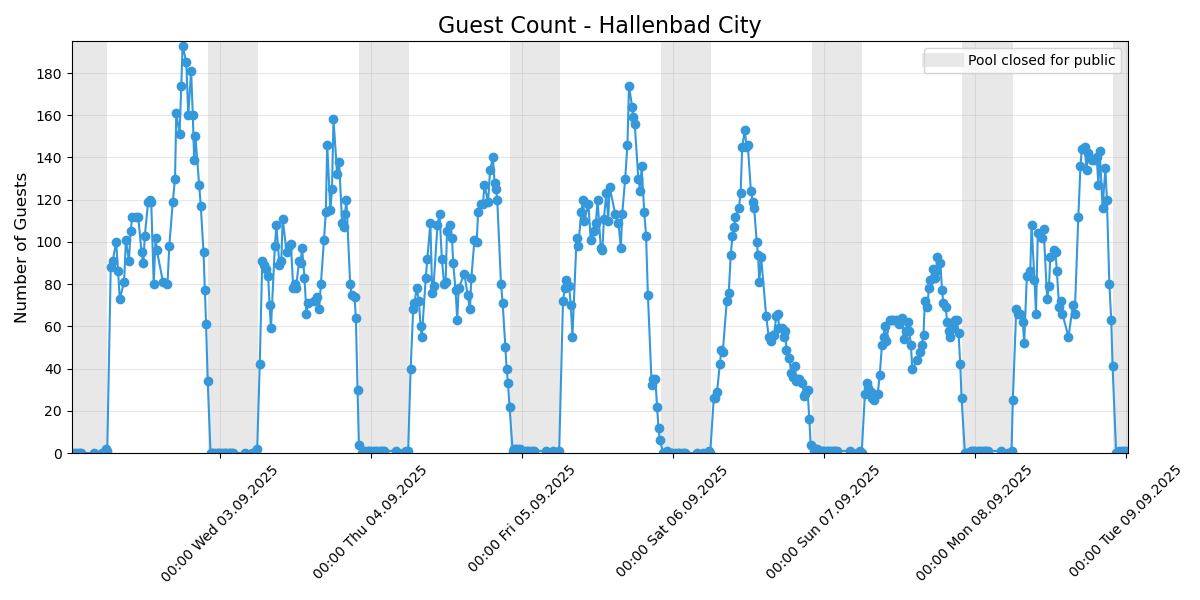 Guest Count - Hallenbad City
Pool closed for public
Number of Guests
180
160
140
120
100
80
60
40
20
0
00:00 Wed 03.09.2025
00:00 Thu 04.09.2025
00:00 Fri 05.09.2025
00:00 Sat 06.09.2025
00:00 Sun 07.09.2025
00:00 Mon 08.09.2025
00:00 Tue 09.09.2025